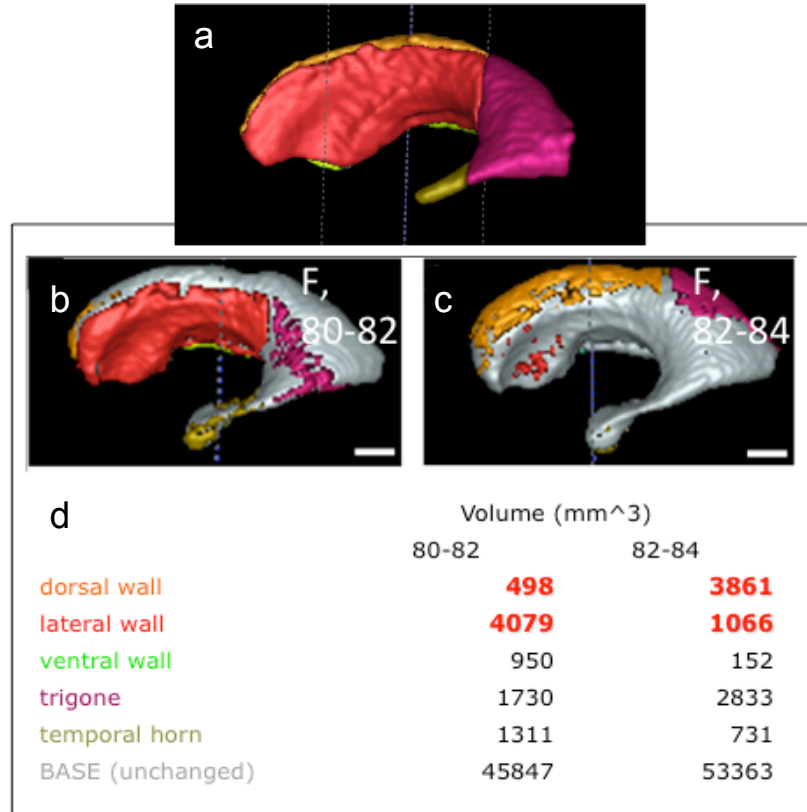 a
b
F,
80-82
c
F,
82-84
d
Volume (mm^3)
80-82 82-84
dorsal wall 498 3861
lateral wall 4079 1066
ventral wall 950 152
trigone 1730 2833
temporal horn 1311 731
BASE (unchanged) 45847 53363